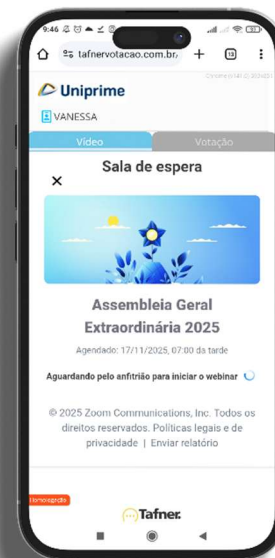 9:46
tafnervotacao.com.br/
Uniprime
VANESSA
Vídeo
Votação
Sala de espera
Assembleia Geral
Extraordinária 2025
Agendado: 17/11/2025, 07:00 da tarde
Aguardando pelo anfitrião para iniciar o webinar
© 2025 Zoom Communications, Inc. Todos os
direitos reservados. Políticas legais e de
privacidade | Enviar relatório
Homologação
Tafner